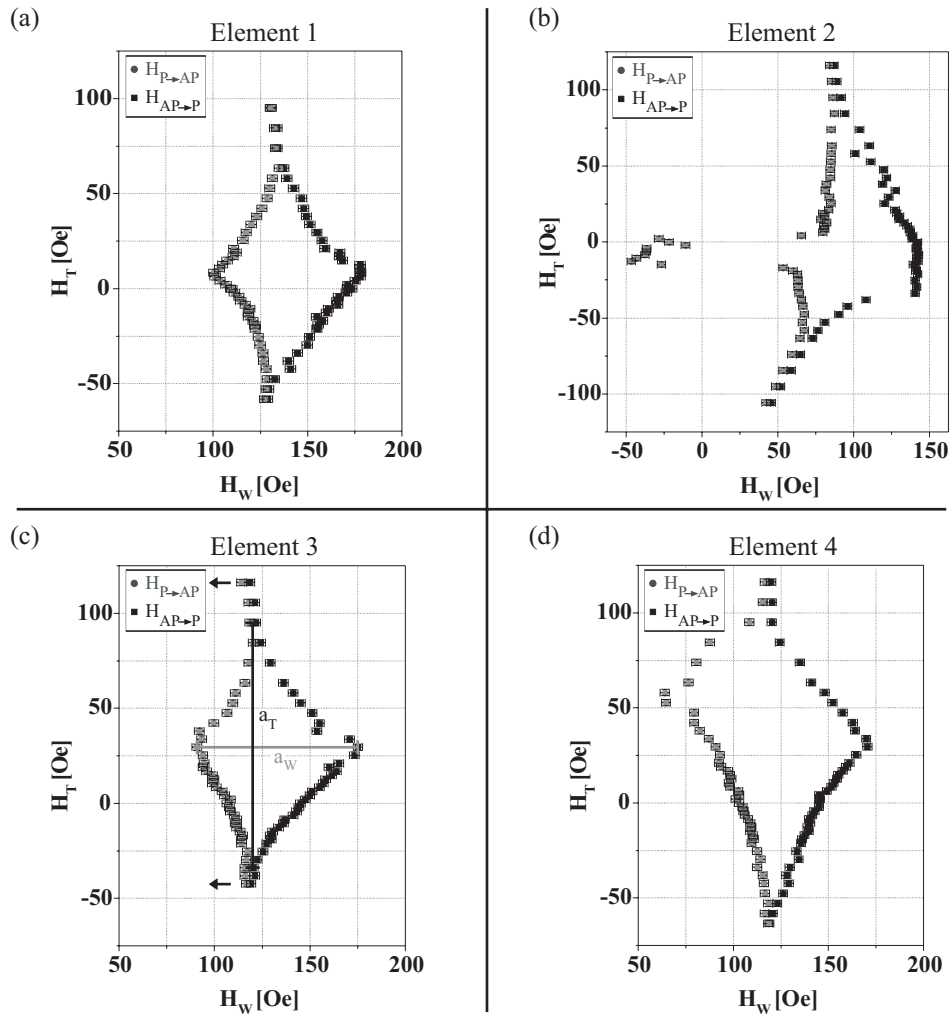 (a)
Element 1
H_P→AP
H_AP→P
100
50
0
-50
H_T [Oe]
50 100 150 200
H_W [Oe]
(b)
Element 2
H_P→AP
H_AP→P
100
50
0
-50
-100
H_T [Oe]
-50 0 50 100 150
H_W [Oe]
(c)
Element 3
H_P→AP
H_AP→P
100
50
0
-50
H_T [Oe]
a_T
a_W
50 100 150 200
H_W [Oe]
(d)
Element 4
H_P→AP
H_AP→P
100
50
0
-50
H_T [Oe]
50 100 150 200
H_W [Oe]